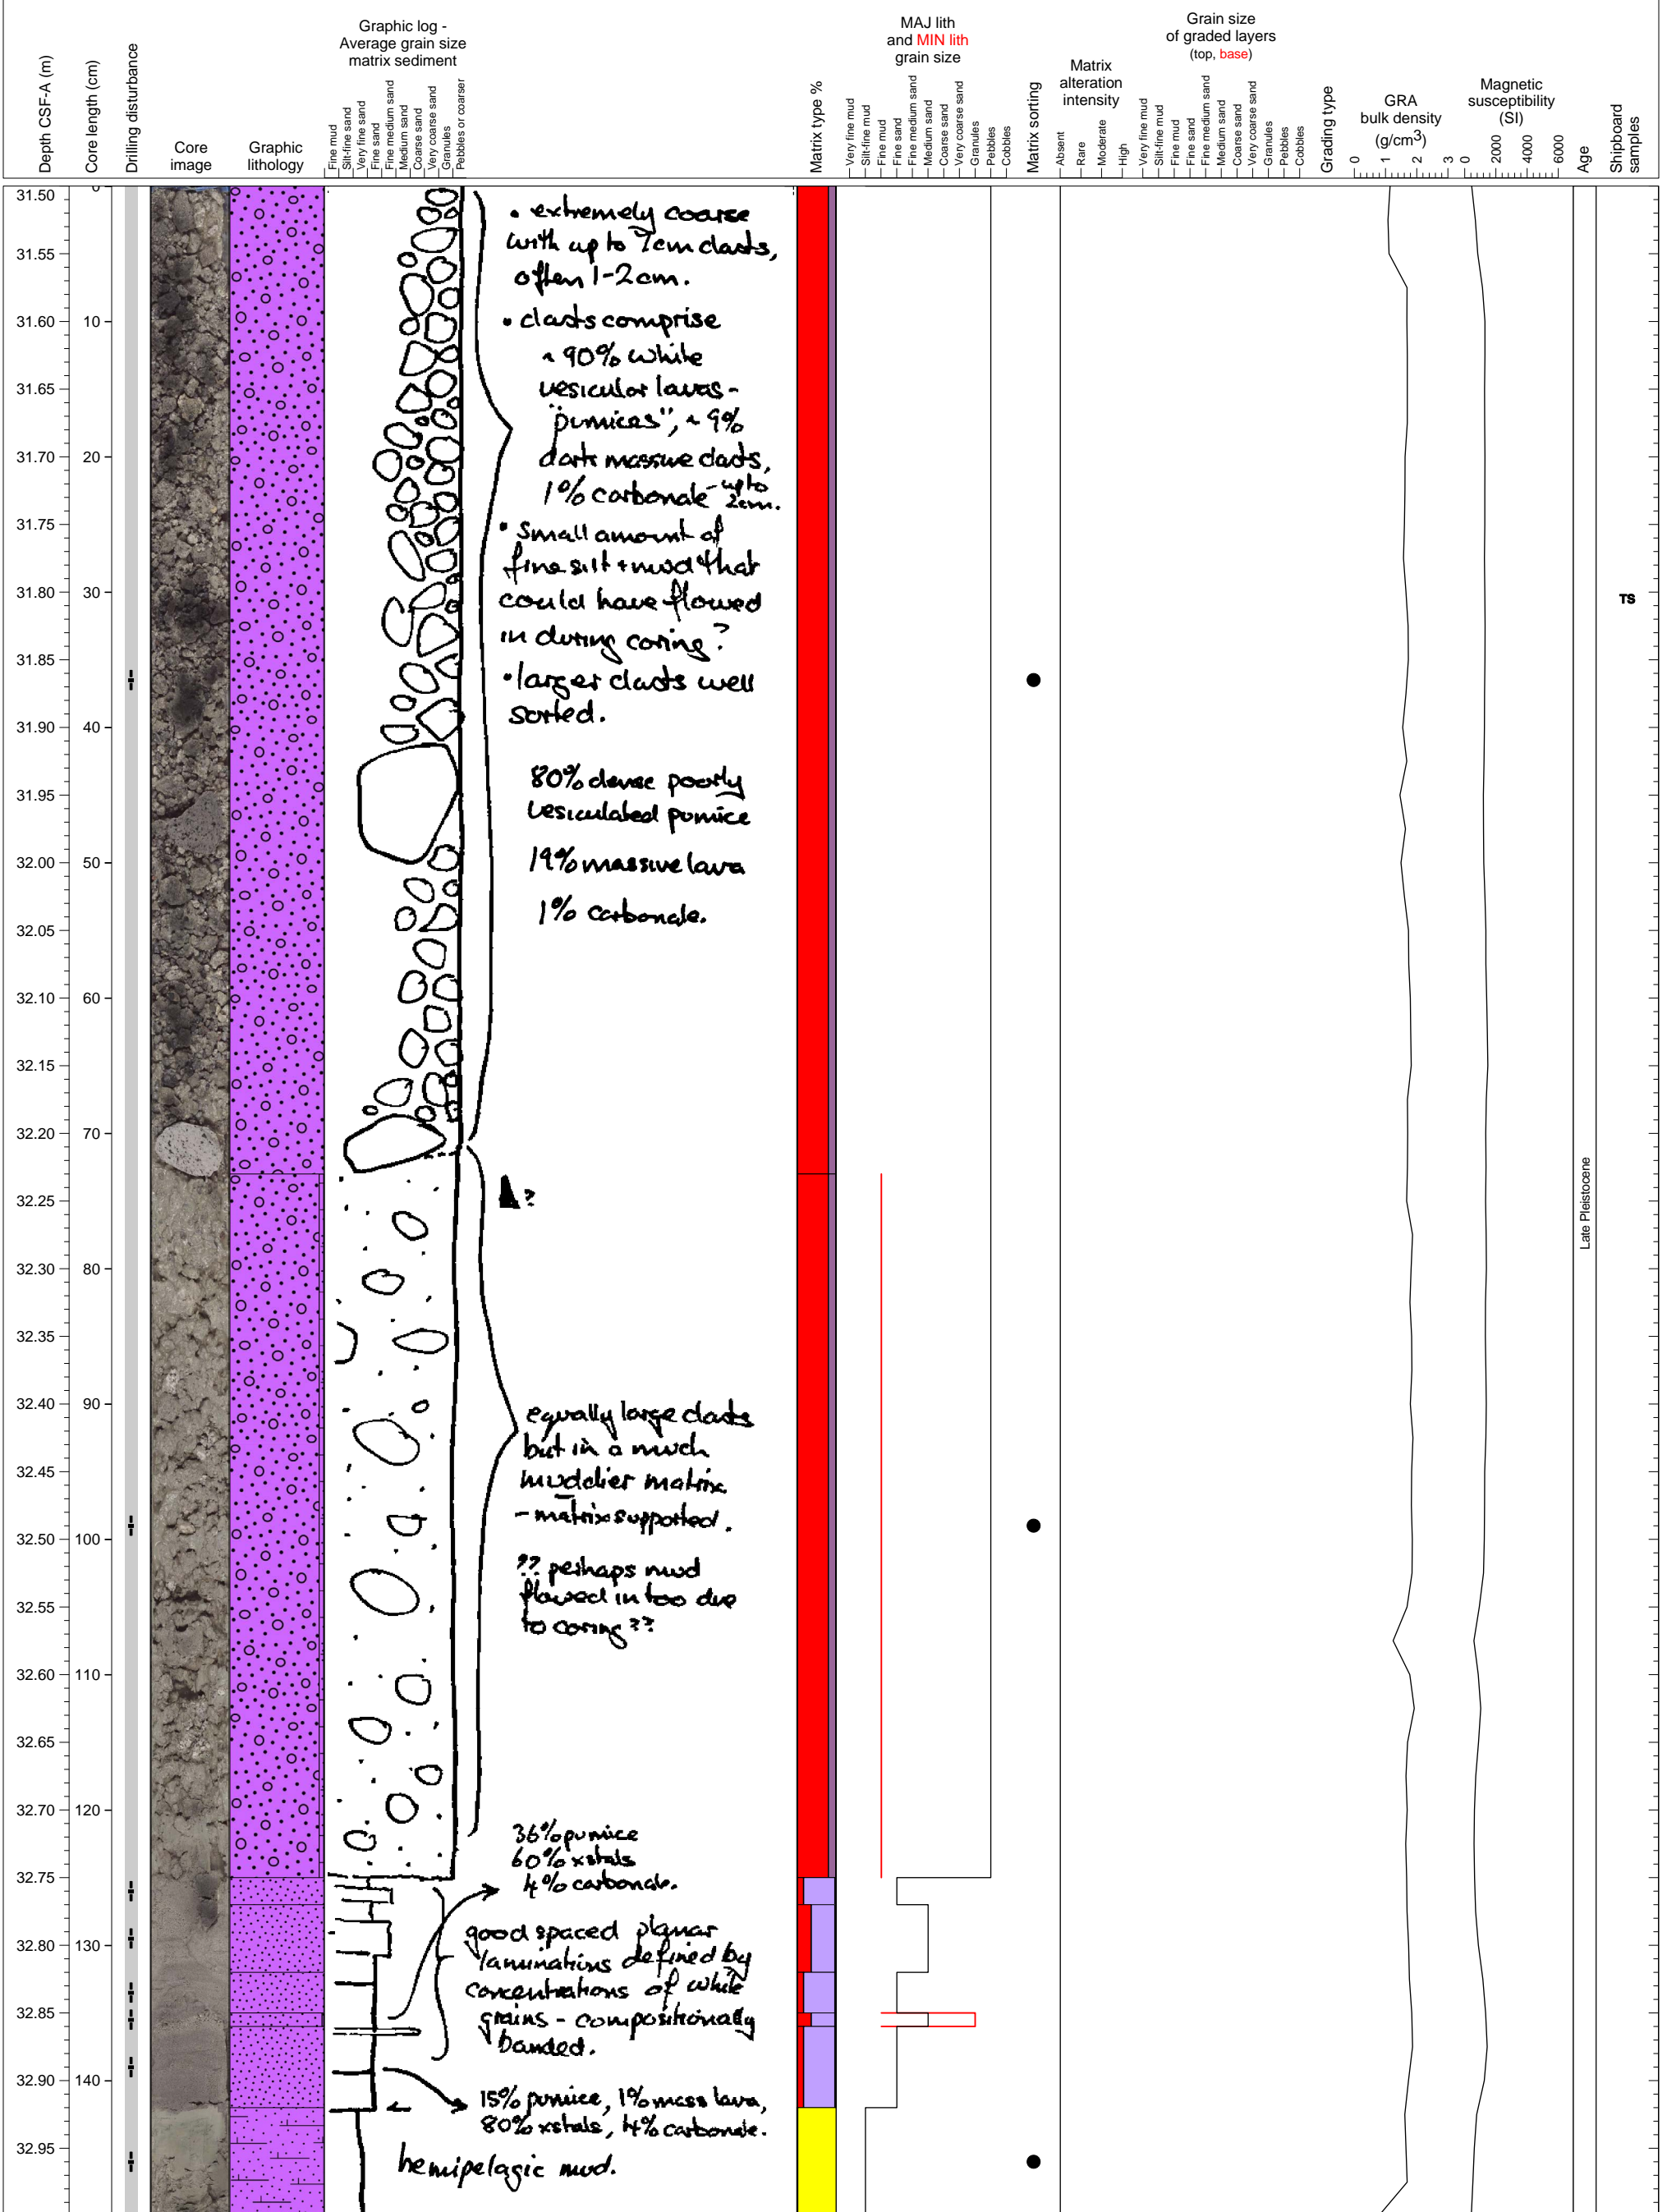 Depth CSF-A (m)
Core length (cm)
Drilling disturbance
Core
image
Graphic
lithology
Graphic log -
Average grain size
matrix sediment
Fine mud
Silt-fine sand
Very fine sand
Fine sand
Fine medium sand
Medium sand
Coarse sand
Very coarse sand
Granules
Pebbles or coarser
Matrix type %
MAJ lith
and MIN lith
grain size
Very fine mud
Silt-fine mud
Fine mud
Fine sand
Fine medium sand
Medium sand
Coarse sand
Very coarse sand
Granules
Pebbles
Cobbles
Matrix sorting
Matrix
alteration
intensity
Absent
Rare
Moderate
High
Grain size
of graded layers
(top, base)
Very fine mud
Silt-fine mud
Fine mud
Fine sand
Fine medium sand
Medium sand
Coarse sand
Very coarse sand
Granules
Pebbles
Cobbles
Grading type
GRA
bulk density
(g/cm3)
0 1 2 3
Magnetic
susceptibility
(SI)
0 2000 4000 6000
Age
Shipboard
samples
31.50
31.55
31.60
31.65
31.70
31.75
31.80
31.85
31.90
31.95
32.00
32.05
32.10
32.15
32.20
32.25
32.30
32.35
32.40
32.45
32.50
32.55
32.60
32.65
32.70
32.75
32.80
32.85
32.90
32.95
0
10
20
30
40
50
60
70
80
90
100
110
120
130
140
• extremely coarse
with up to 7cm clasts,
often 1-2cm.
• clasts comprise
~ 90% white
vesicular lavas -
"pumices", ~ 9%
dark massive clasts,
1% carbonate - up to
2cm.
• small amount of
fine silt + mud that
could have flowed
in during coring?
• larger clasts well
sorted.
80% dense poorly
vesiculated pumice
19% massive lava
1% carbonate.
?
equally large clasts
but in a much
muddier matrix
- matrix supported.
?? perhaps mud
flowed in too due
to coring ??
36% pumice
60% xstals
4% carbonate.
good spaced planar
laminations defined by
concentrations of white
grains - compositionally
banded.
15% pumice, 1% mass lava,
80% xstals, 4% carbonate.
hemipelagic mud.
TS
Late Pleistocene